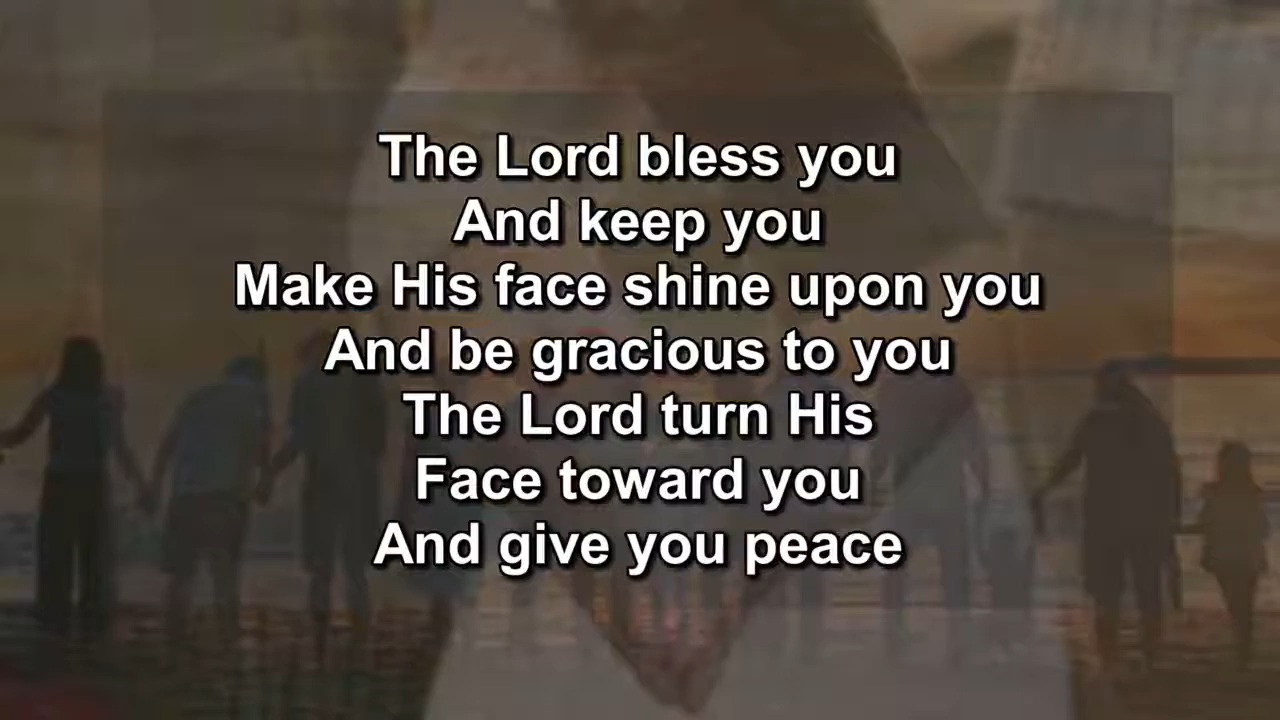 The Lord bless you
And keep you
Make His face shine upon you
And be gracious to you
The Lord turn His
Face toward you
And give you peace